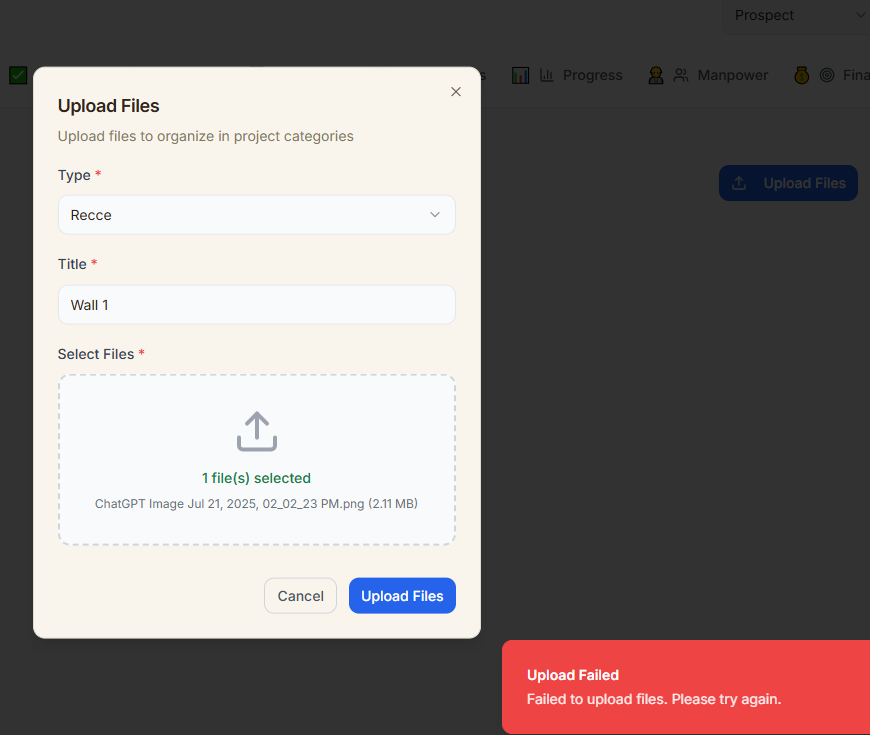 Prospect
s
Progress
Manpower
Fina
Upload Files
Upload Files
Upload files to organize in project categories
Type *
Recce
Title *
Wall 1
Select Files *
1 file(s) selected
ChatGPT Image Jul 21, 2025, 02_02_23 PM.png (2.11 MB)
Cancel
Upload Files
Upload Failed
Failed to upload files. Please try again.